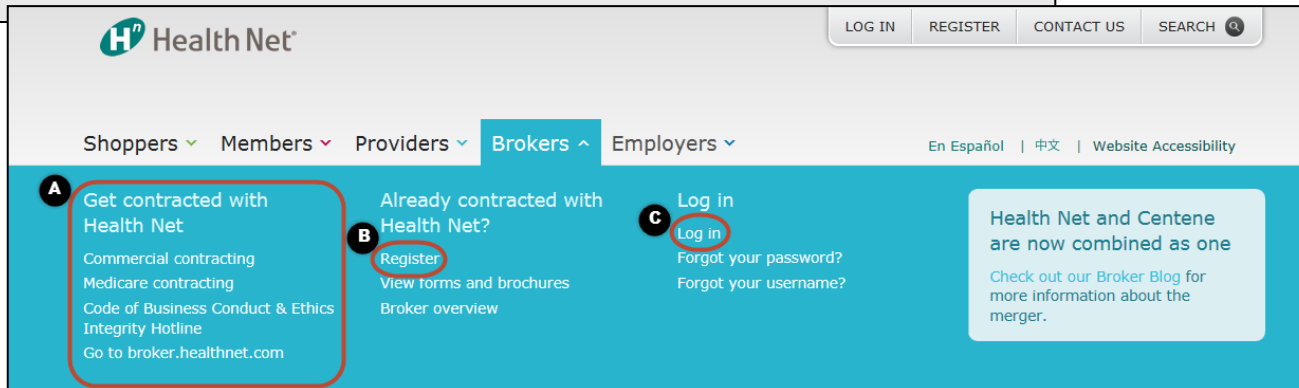 Health Net
LOG IN REGISTER CONTACT US SEARCH
Shoppers Members Providers Brokers Employers
En Español | 中文 | Website Accessibility
A
Get contracted with
Health Net
Commercial contracting
Medicare contracting
Code of Business Conduct & Ethics
Integrity Hotline
Go to broker.healthnet.com
Already contracted with
Health Net?
B
Register
View forms and brochures
Broker overview
Log in
C
Log in
Forgot your password?
Forgot your username?
Health Net and Centene
are now combined as one
Check out our Broker Blog for
more information about the
merger.